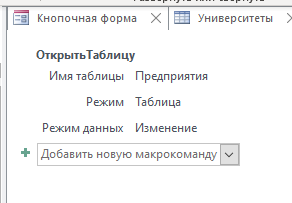 Кнопочная форма Университеты
ОткрытьТаблицу
Имя таблицы Предприятия
Режим Таблица
Режим данных Изменение
Добавить новую макрокоманду